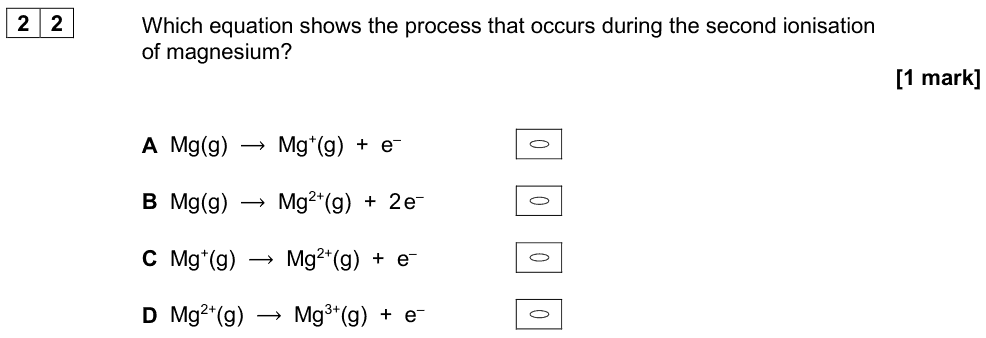 2 2 Which equation shows the process that occurs during the second ionisation
of magnesium?
[1 mark]
A Mg(g) → Mg⁺(g) + e⁻
B Mg(g) → Mg²⁺(g) + 2e⁻
C Mg⁺(g) → Mg²⁺(g) + e⁻
D Mg²⁺(g) → Mg³⁺(g) + e⁻